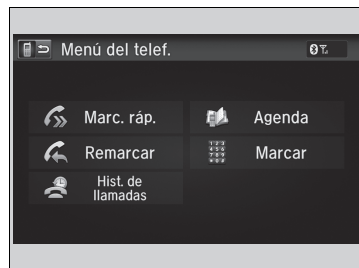 Menú del telef.
Marc. ráp.
Agenda
Remarcar
Marcar
Hist. de
llamadas